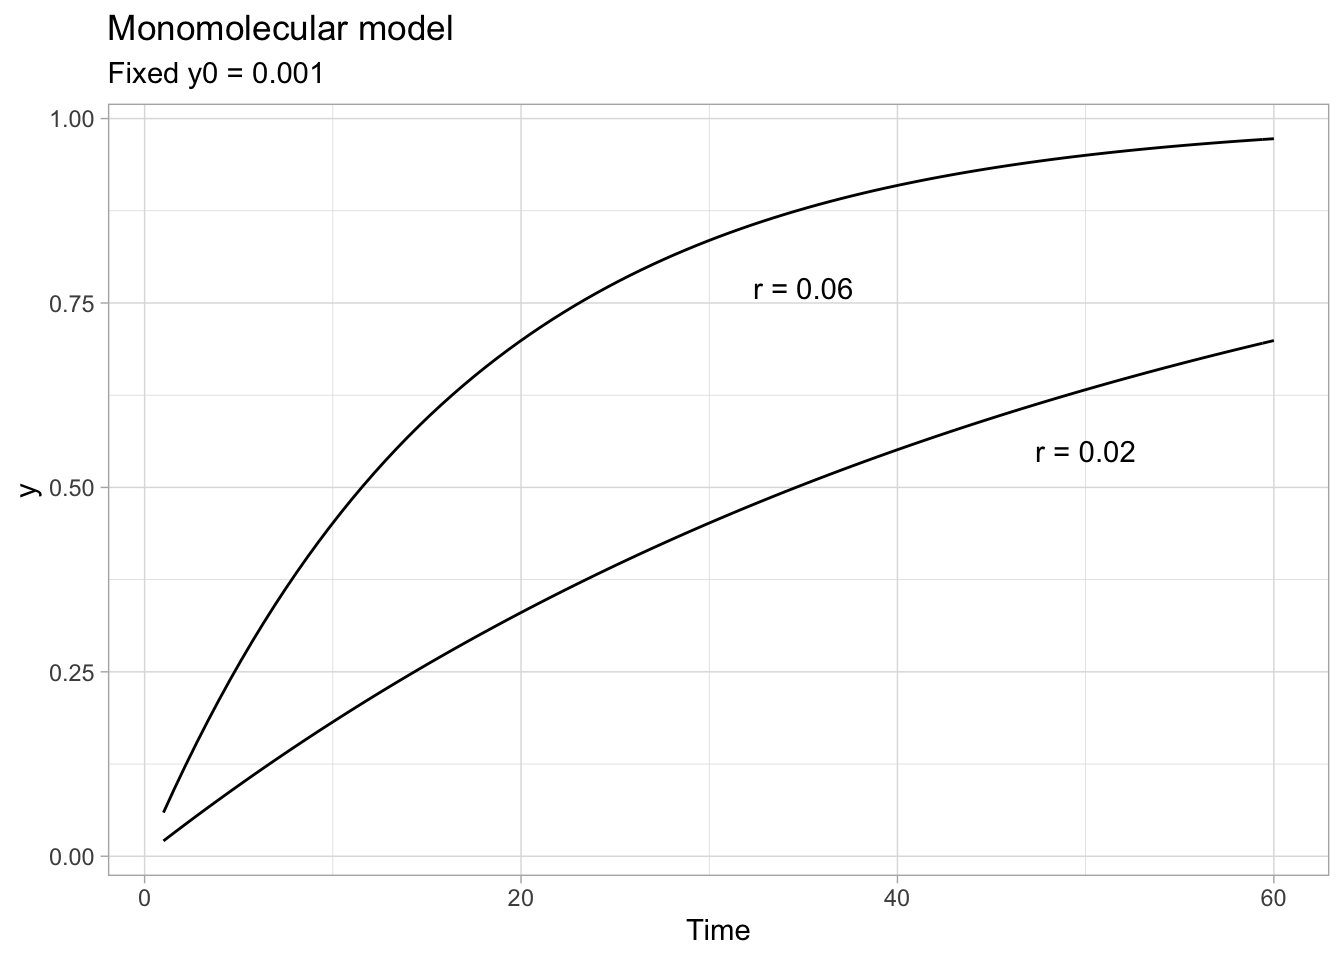 Monomolecular model
Fixed y0 = 0.001
1.00
0.75
0.50
0.25
0.00
y
r = 0.06
r = 0.02
0 20 40 60
Time